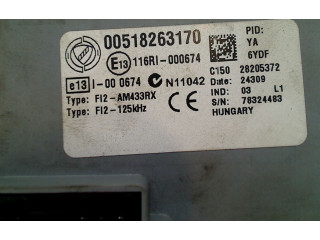 00518263170
PID:
YA
6YDF
E13 116RI-000674
e13 I-00 0674
N11042
C150 28205372
Date: 24309
Type: FI2-AM433RX
IND: 03 L1
Type: FI2-125kHz
CE
S/N: 78324483
HUNGARY